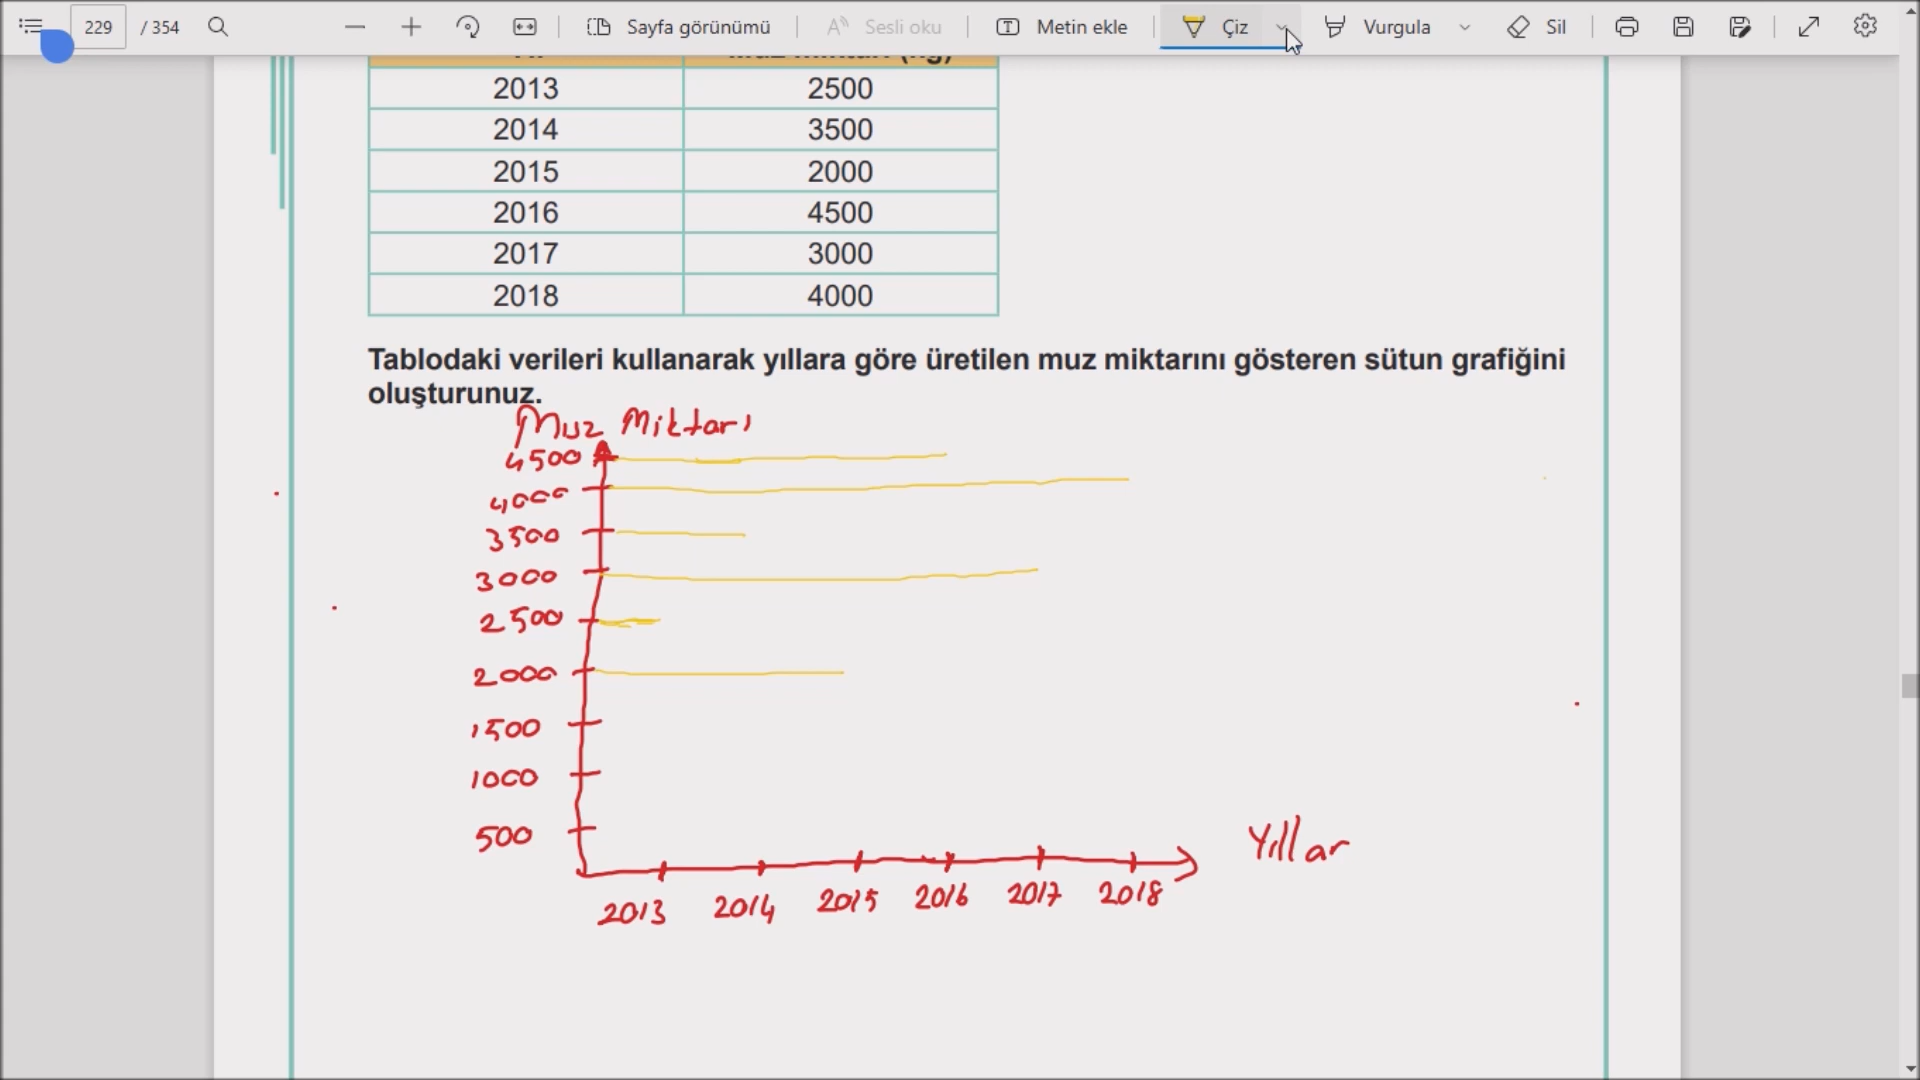 229 / 354 Sayfa görünümü Sesli oku Metin ekle Çiz Vurgula Sil
2013 2500
2014 3500
2015 2000
2016 4500
2017 3000
2018 4000
Tablodaki verileri kullanarak yıllara göre üretilen muz miktarını gösteren sütun grafiğini
oluşturunuz.
Muz Miktarı
4500
4000
3500
3000
2500
2000
1500
1000
500
Yıllar
2013 2014 2015 2016 2017 2018